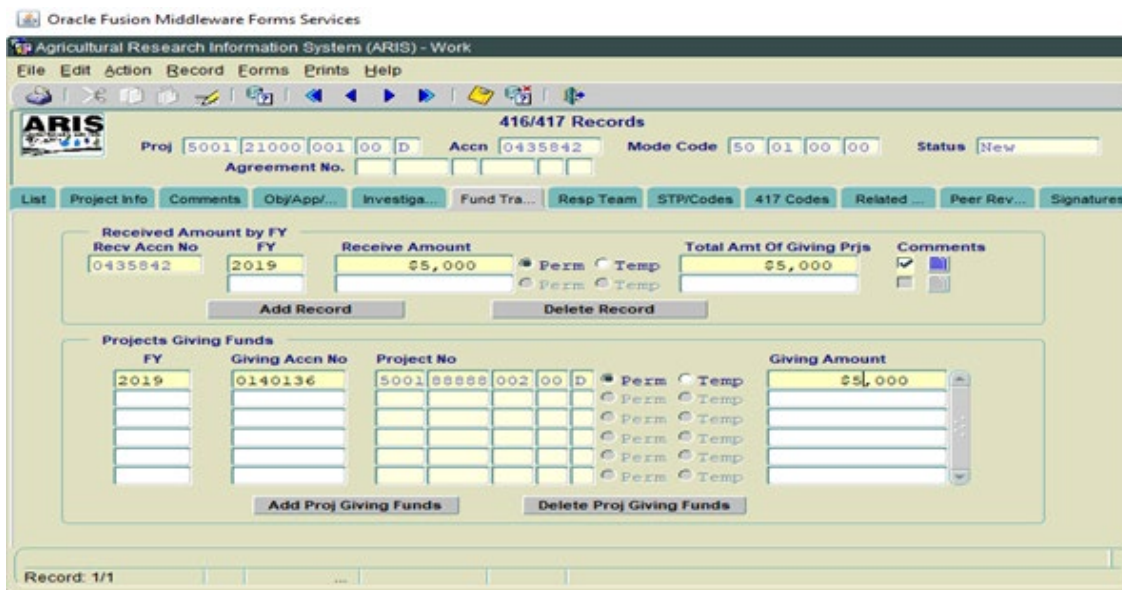 Oracle Fusion Middleware Forms Services
Agricultural Research Information System (ARIS) - Work
File Edit Action Record Forms Prints Help
ARIS
416/417 Records
Proj 5001 21000 001 00 D Accn 0435842 Mode Code 50 01 00 00 Status New
Agreement No.
List Project Info Comments Obj/App/... Investiga... Fund Tra... Resp Team STP/Codes 417 Codes Related ... Peer Rev... Signatures
Received Amount by FY
Recv Accn No FY Receive Amount Total Amt Of Giving Prjs Comments
0435842 2019 $5,000 Perm Temp $5,000
Perm Temp
Add Record Delete Record
Projects Giving Funds
FY Giving Accn No Project No Giving Amount
2019 0140136 5001 88888 002 00 D Perm Temp $5,000
Perm Temp
Perm Temp
Perm Temp
Perm Temp
Perm Temp
Add Proj Giving Funds Delete Proj Giving Funds
Record: 1/1 ...